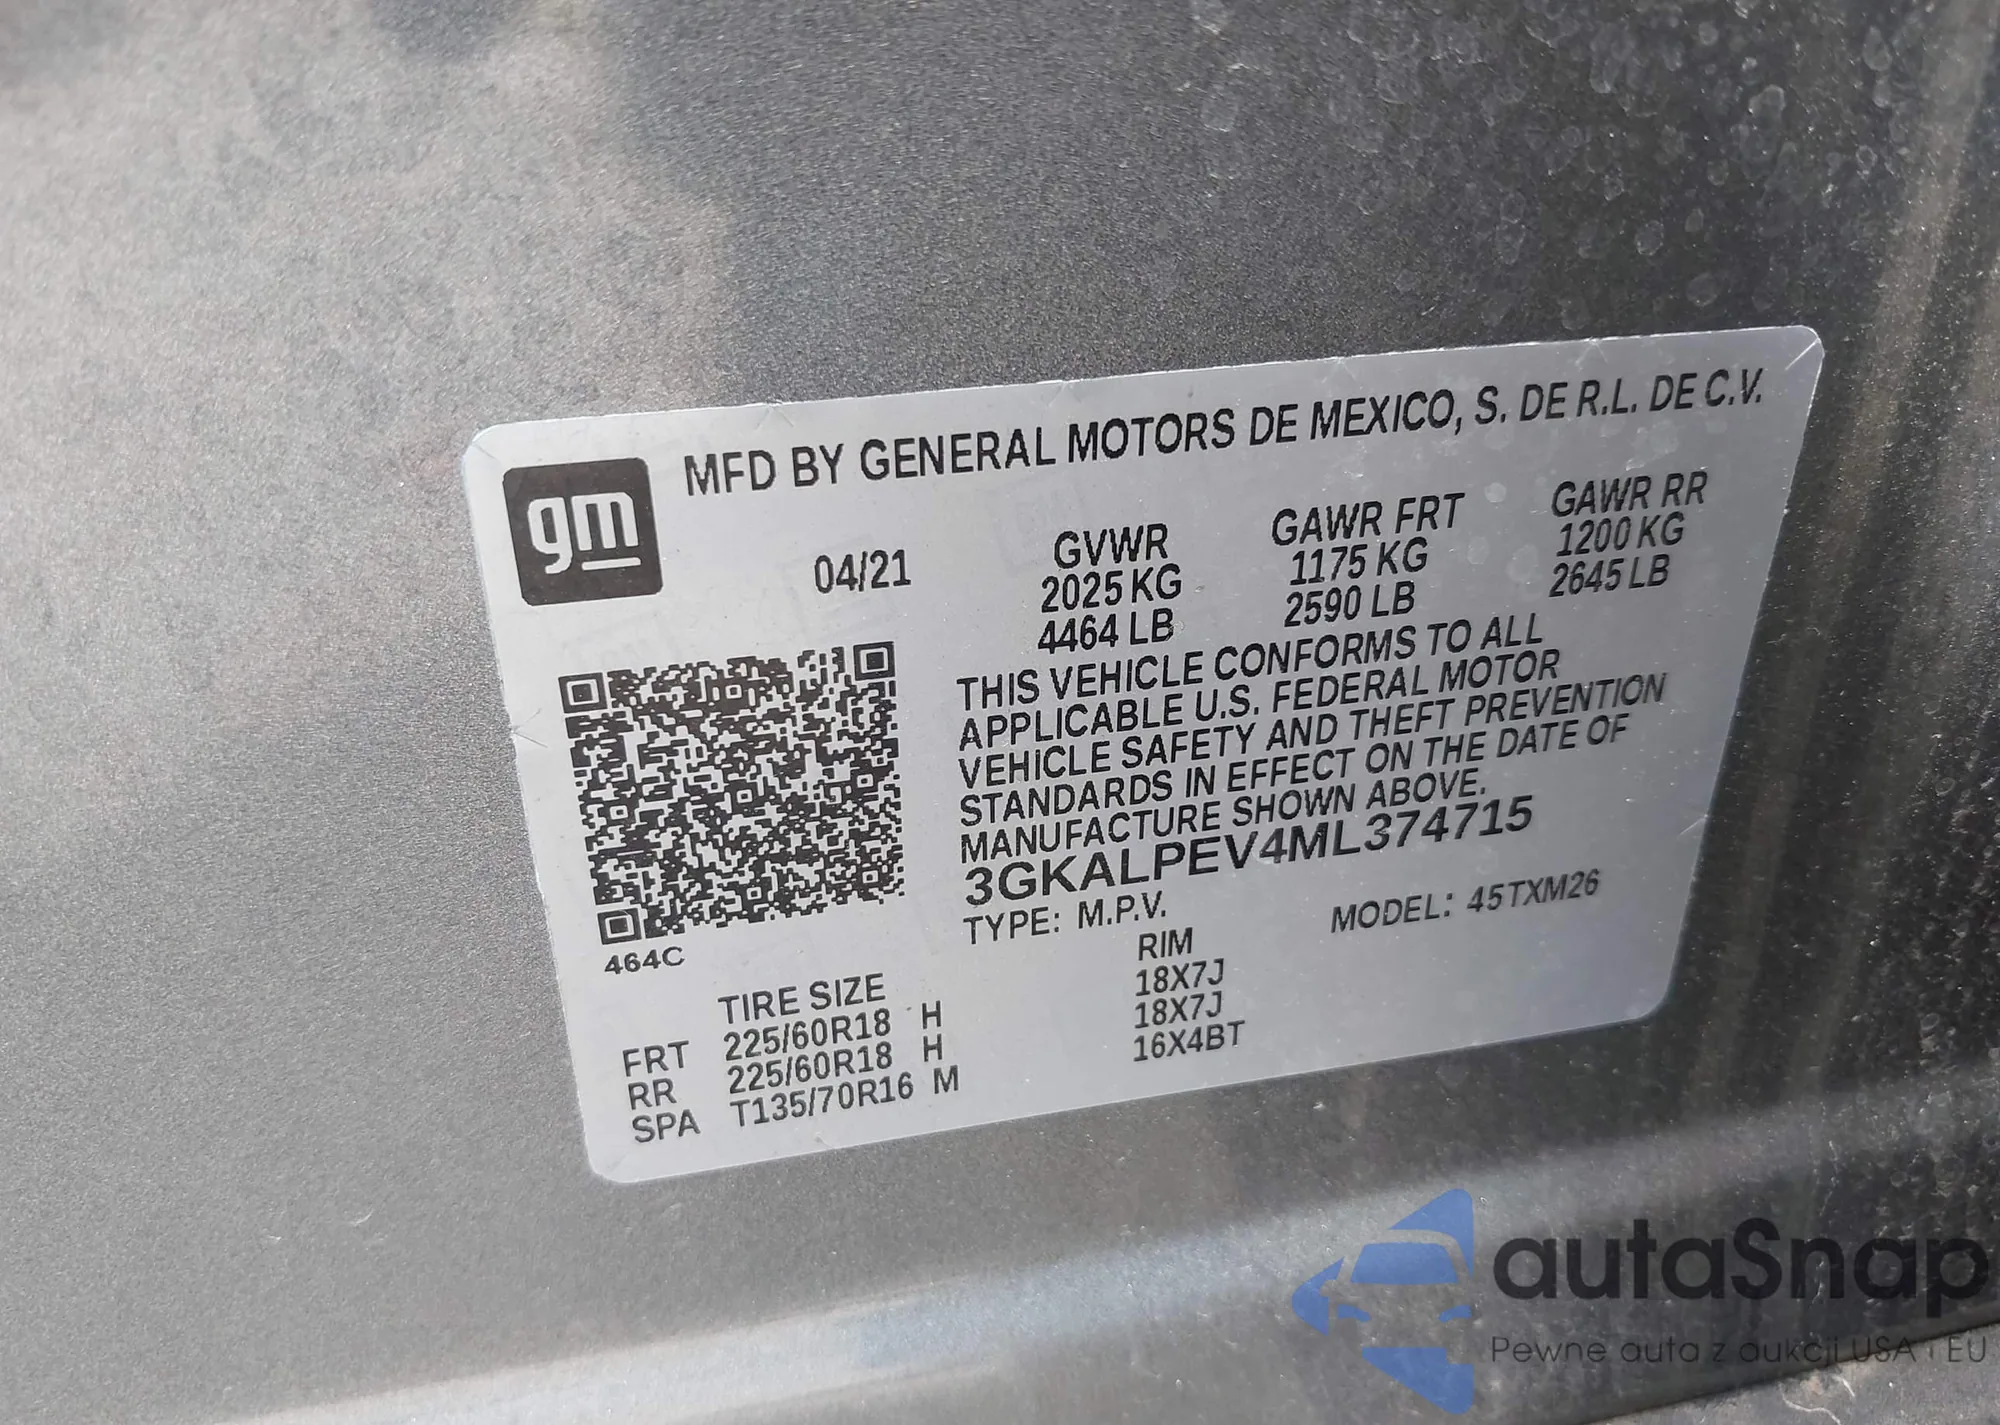 gm
MFD BY GENERAL MOTORS DE MEXICO, S. DE R.L. DE C.V.
04/21
GVWR
2025 KG
4464 LB
GAWR FRT
1175 KG
2590 LB
GAWR RR
1200 KG
2645 LB
THIS VEHICLE CONFORMS TO ALL
APPLICABLE U.S. FEDERAL MOTOR
VEHICLE SAFETY AND THEFT PREVENTION
STANDARDS IN EFFECT ON THE DATE OF
MANUFACTURE SHOWN ABOVE.
3GKALPEV4ML374715
TYPE: M.P.V.
MODEL: 45TXM26
464C
TIRE SIZE
RIM
FRT 225/60R18 H 18X7J
RR 225/60R18 H 18X7J
SPA T135/70R16 M 16X4BT
autaSnap
Pewne auta z aukcji USA i EU